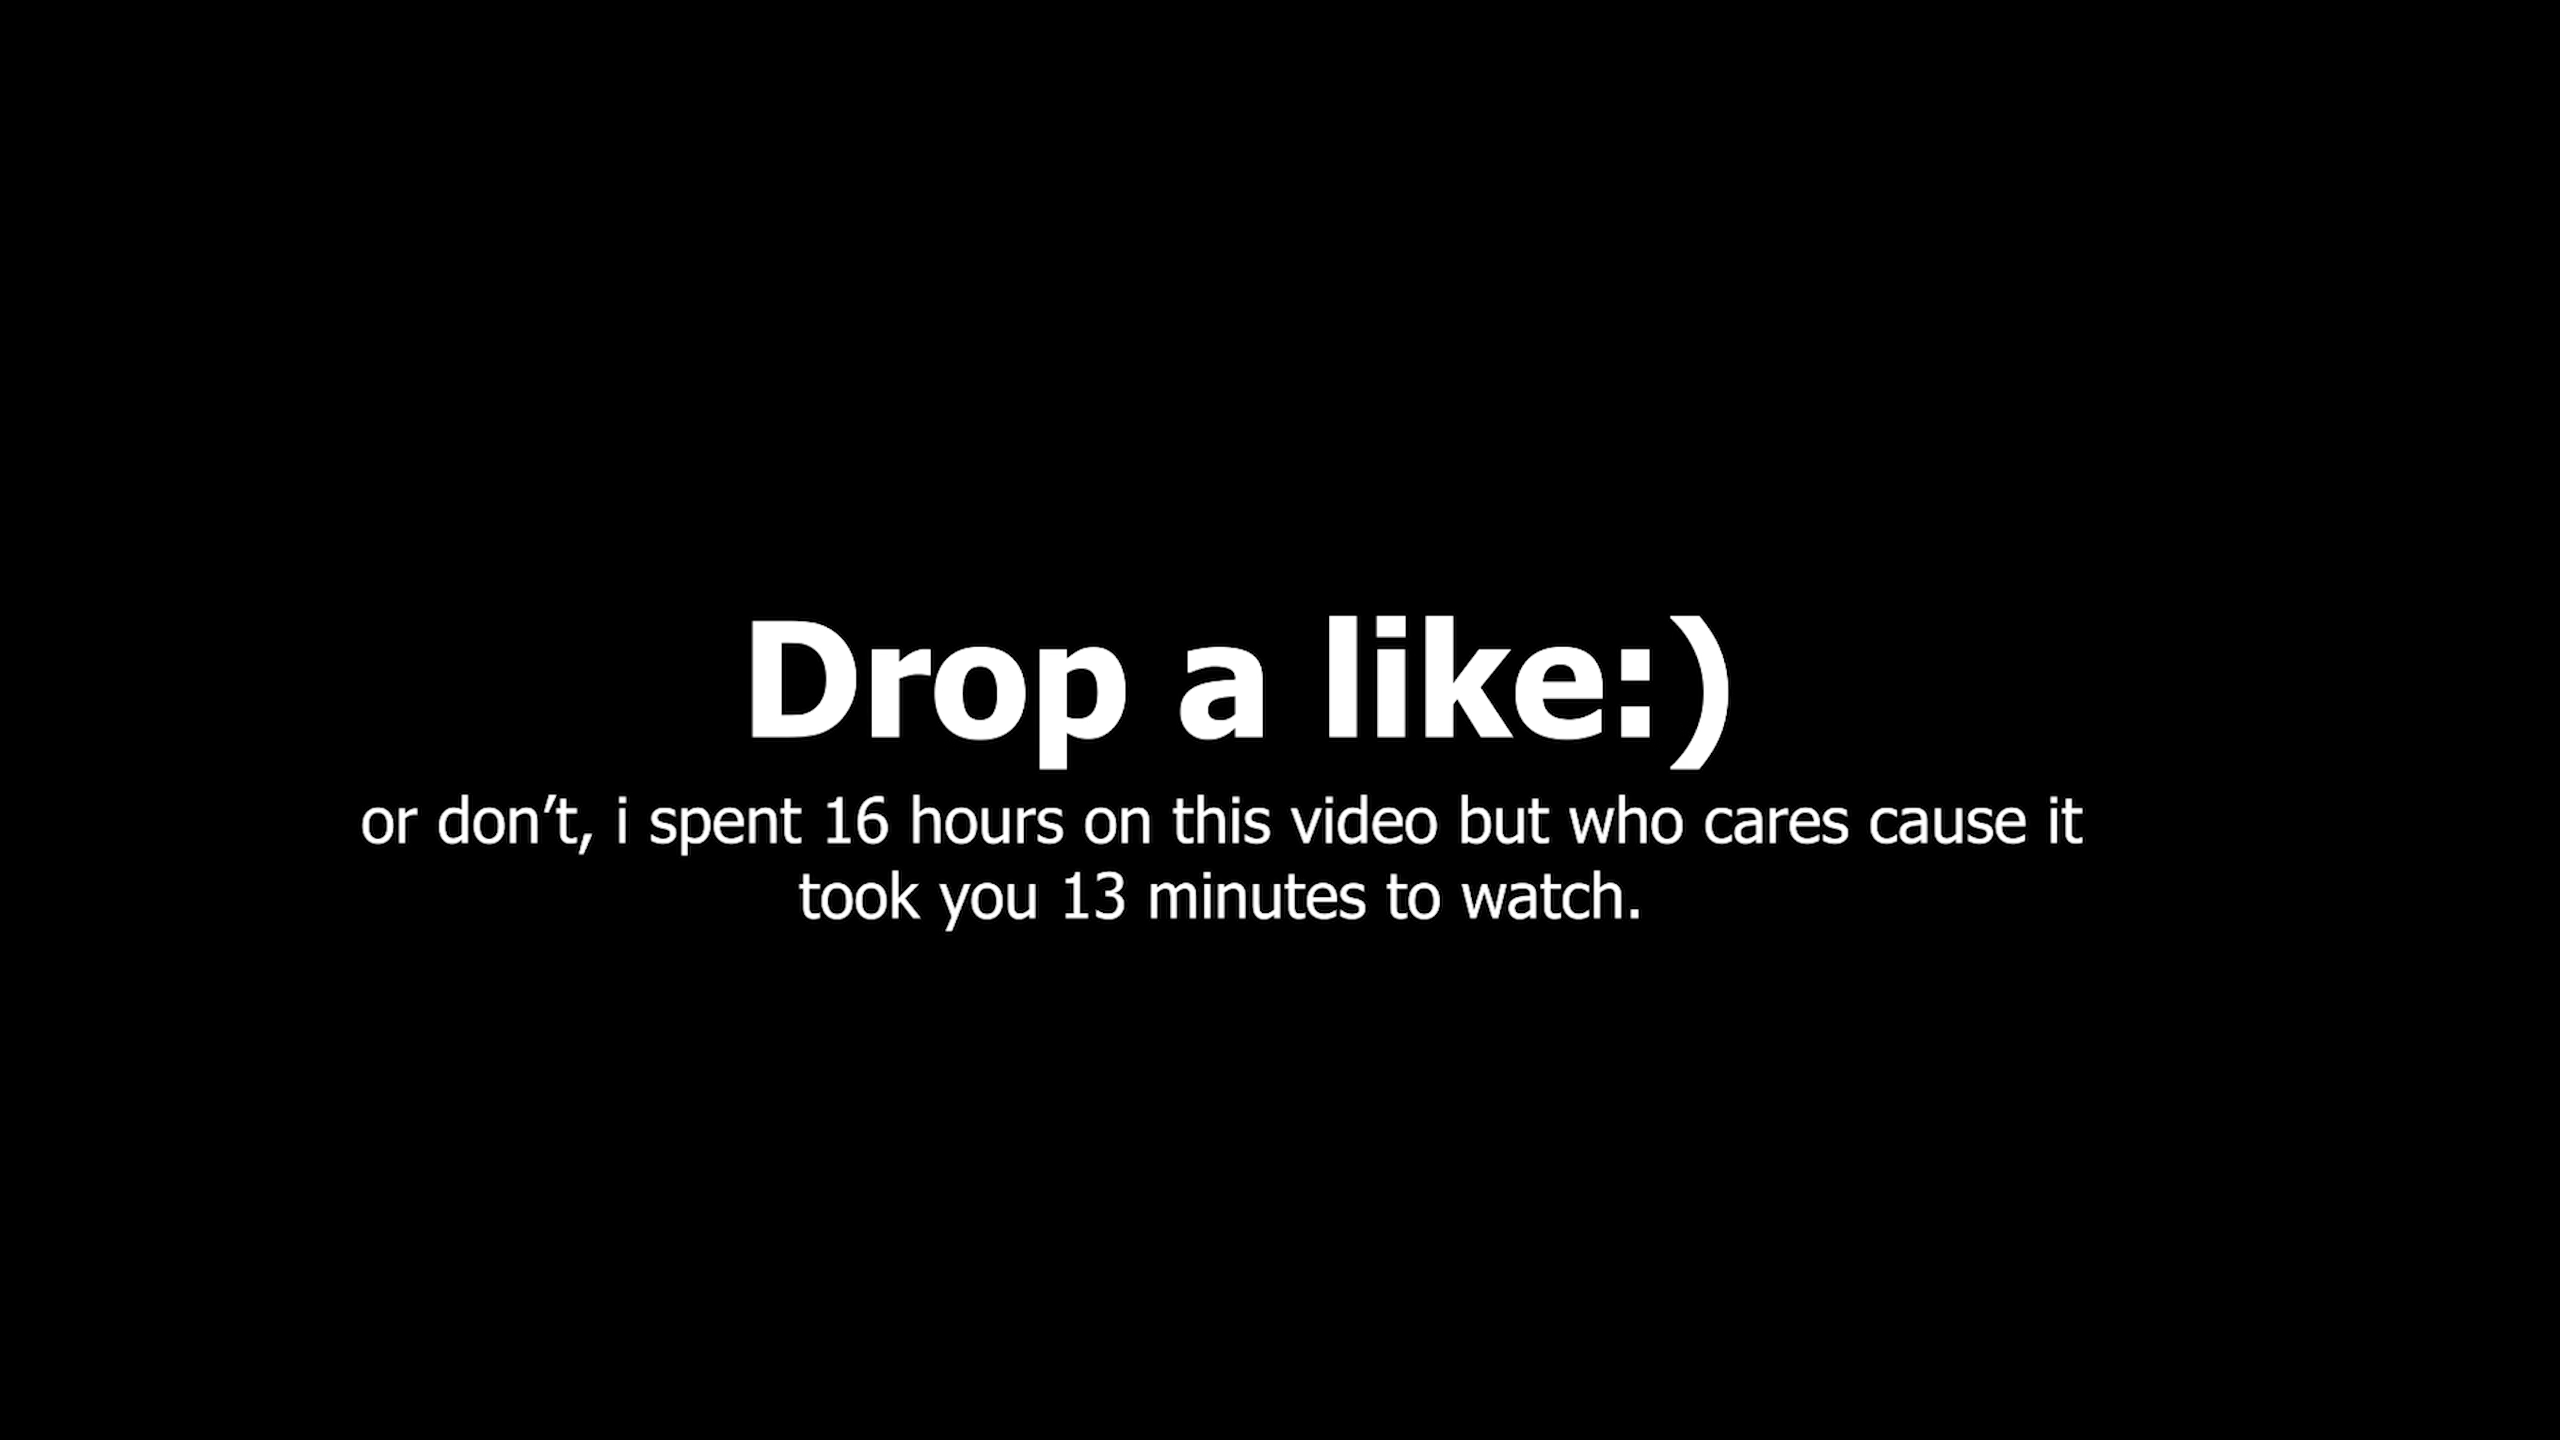 Drop a like:)
or don’t, i spent 16 hours on this video but who cares cause it
took you 13 minutes to watch.